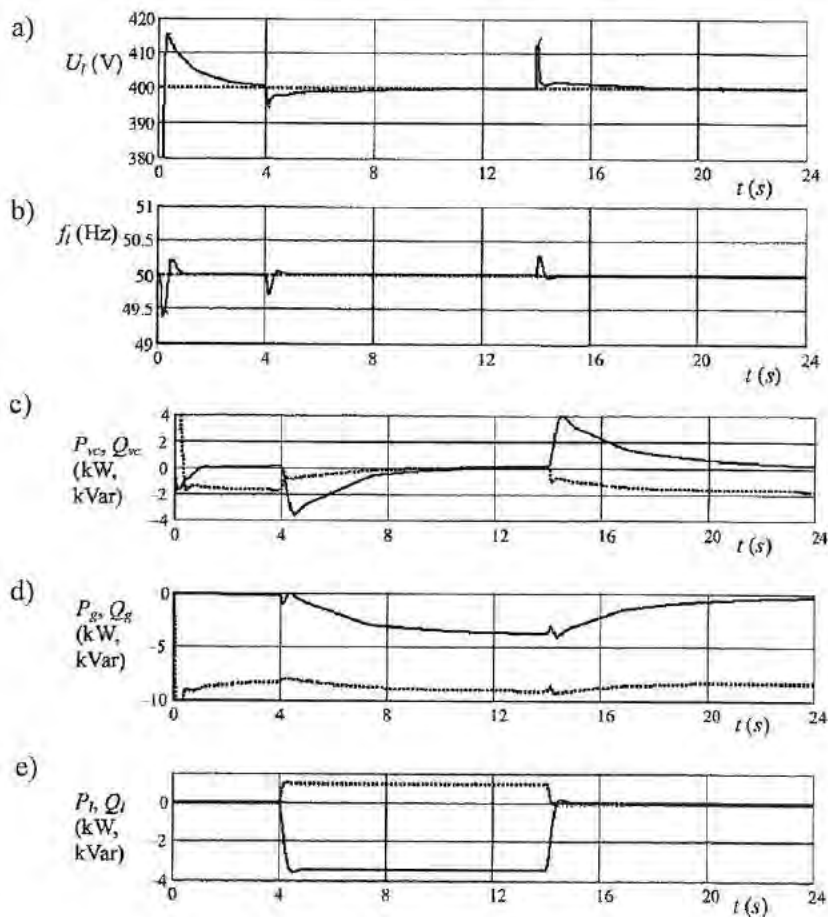 a)
U_l (V)
420
410
400
390
380
0
4
8
12
16
20
24
t (s)
b)
f_l (Hz)
51
50.5
50
49.5
49
0
4
8
12
16
20
24
t (s)
c)
P_vc, Q_vc
(kW,
kVar)
4
2
0
−2
−4
0
4
8
12
16
20
24
t (s)
d)
P_g, Q_g
(kW,
kVar)
0
−5
−10
0
4
8
12
16
20
24
t (s)
e)
P_l, Q_l
(kW,
kVar)
0
−2
−4
0
4
8
12
16
20
24
t (s)